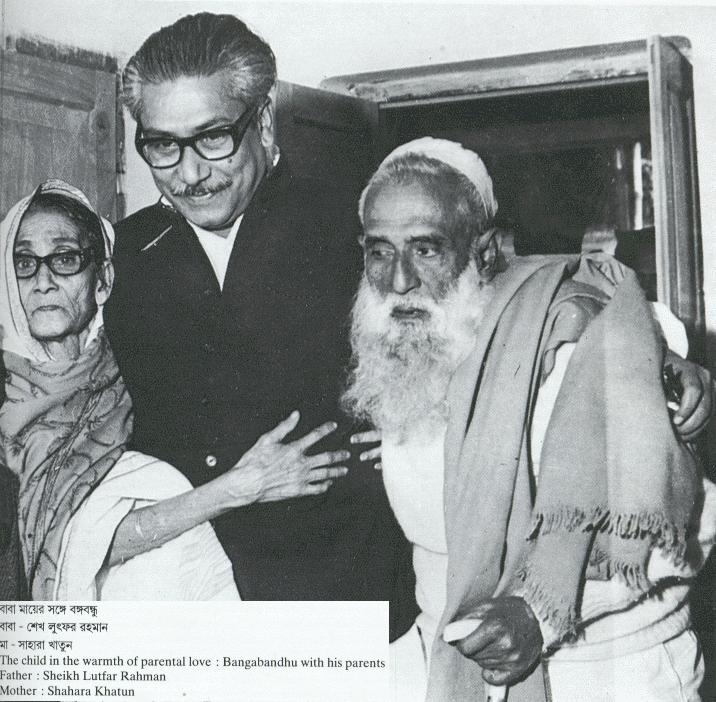 বাবা মায়ের সঙ্গে বঙ্গবন্ধু
বাবা - শেখ লুৎফর রহমান
মা - সাহারা খাতুন
The child in the warmth of parental love : Bangabandhu with his parents
Father : Sheikh Lutfar Rahman
Mother : Shahara Khatun